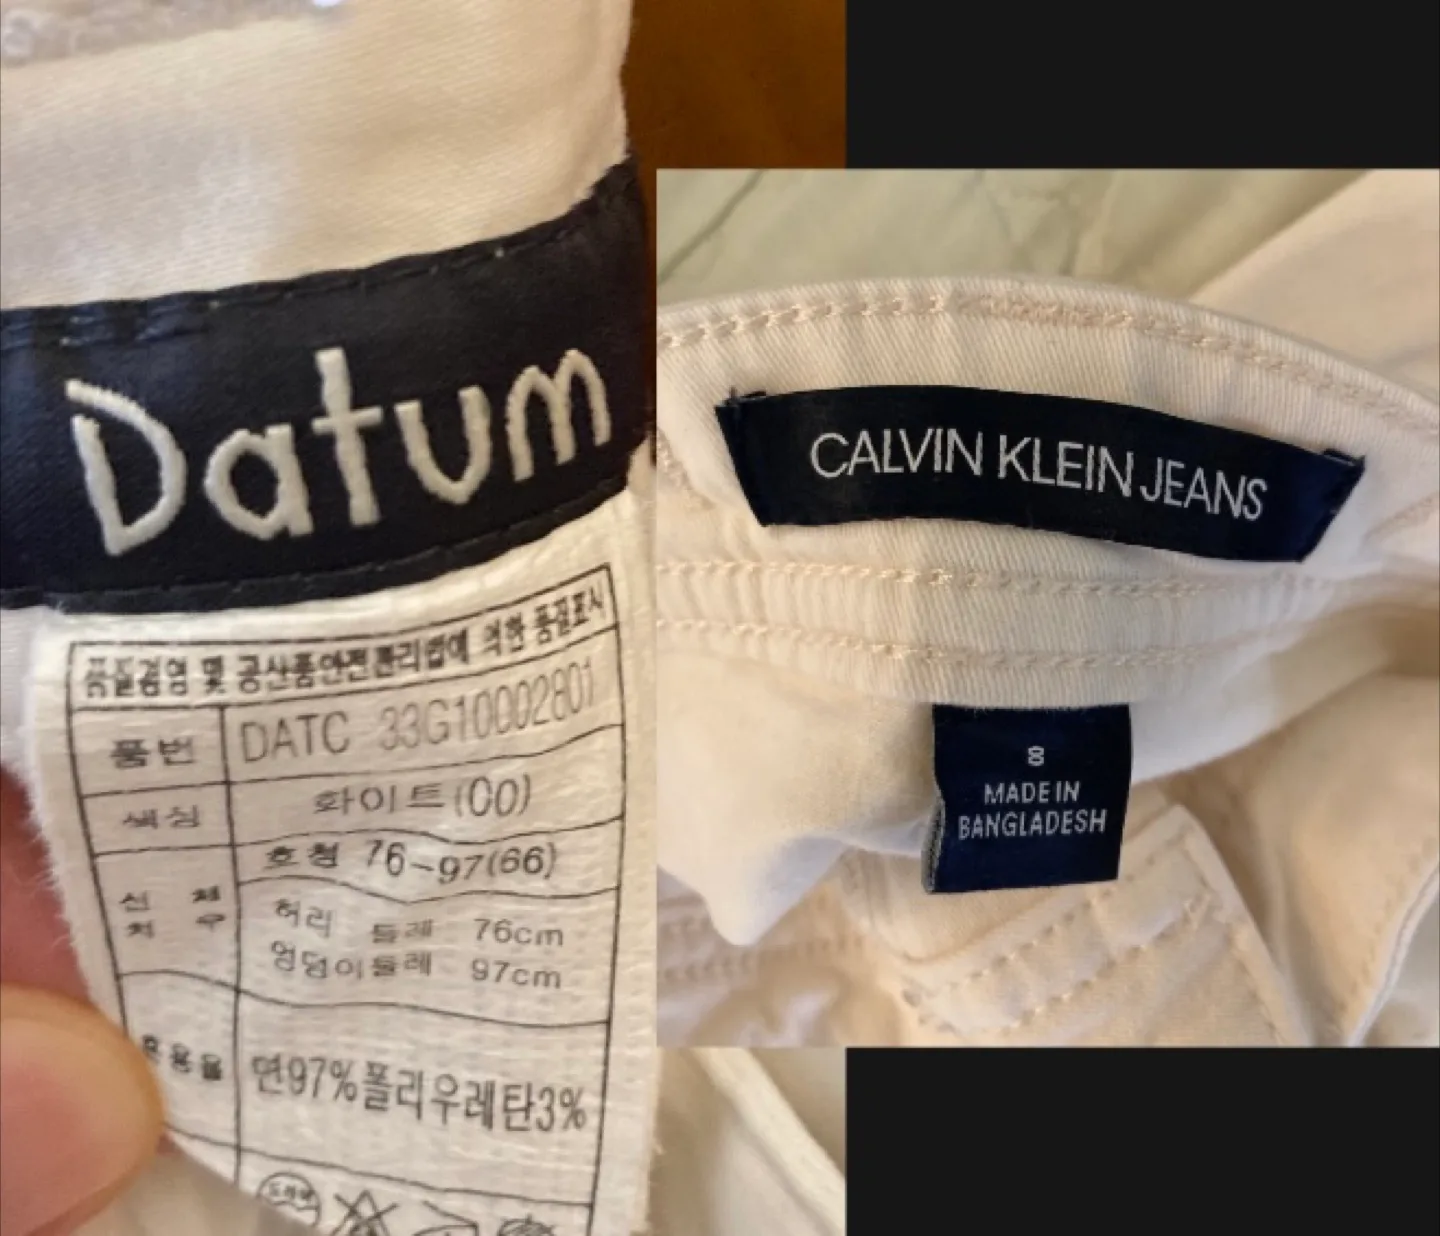 Datum
품질경영 및 공산품안전관리법에 의한 품질표시
품번 DATC 33G10002801
색상 화이트(00)
신체치수 호칭 76-97(66)
허리 둘레 76cm
엉덩이둘레 97cm
혼용율 면97%폴리우레탄3%
드라이
CALVIN KLEIN JEANS
8
MADE IN
BANGLADESH